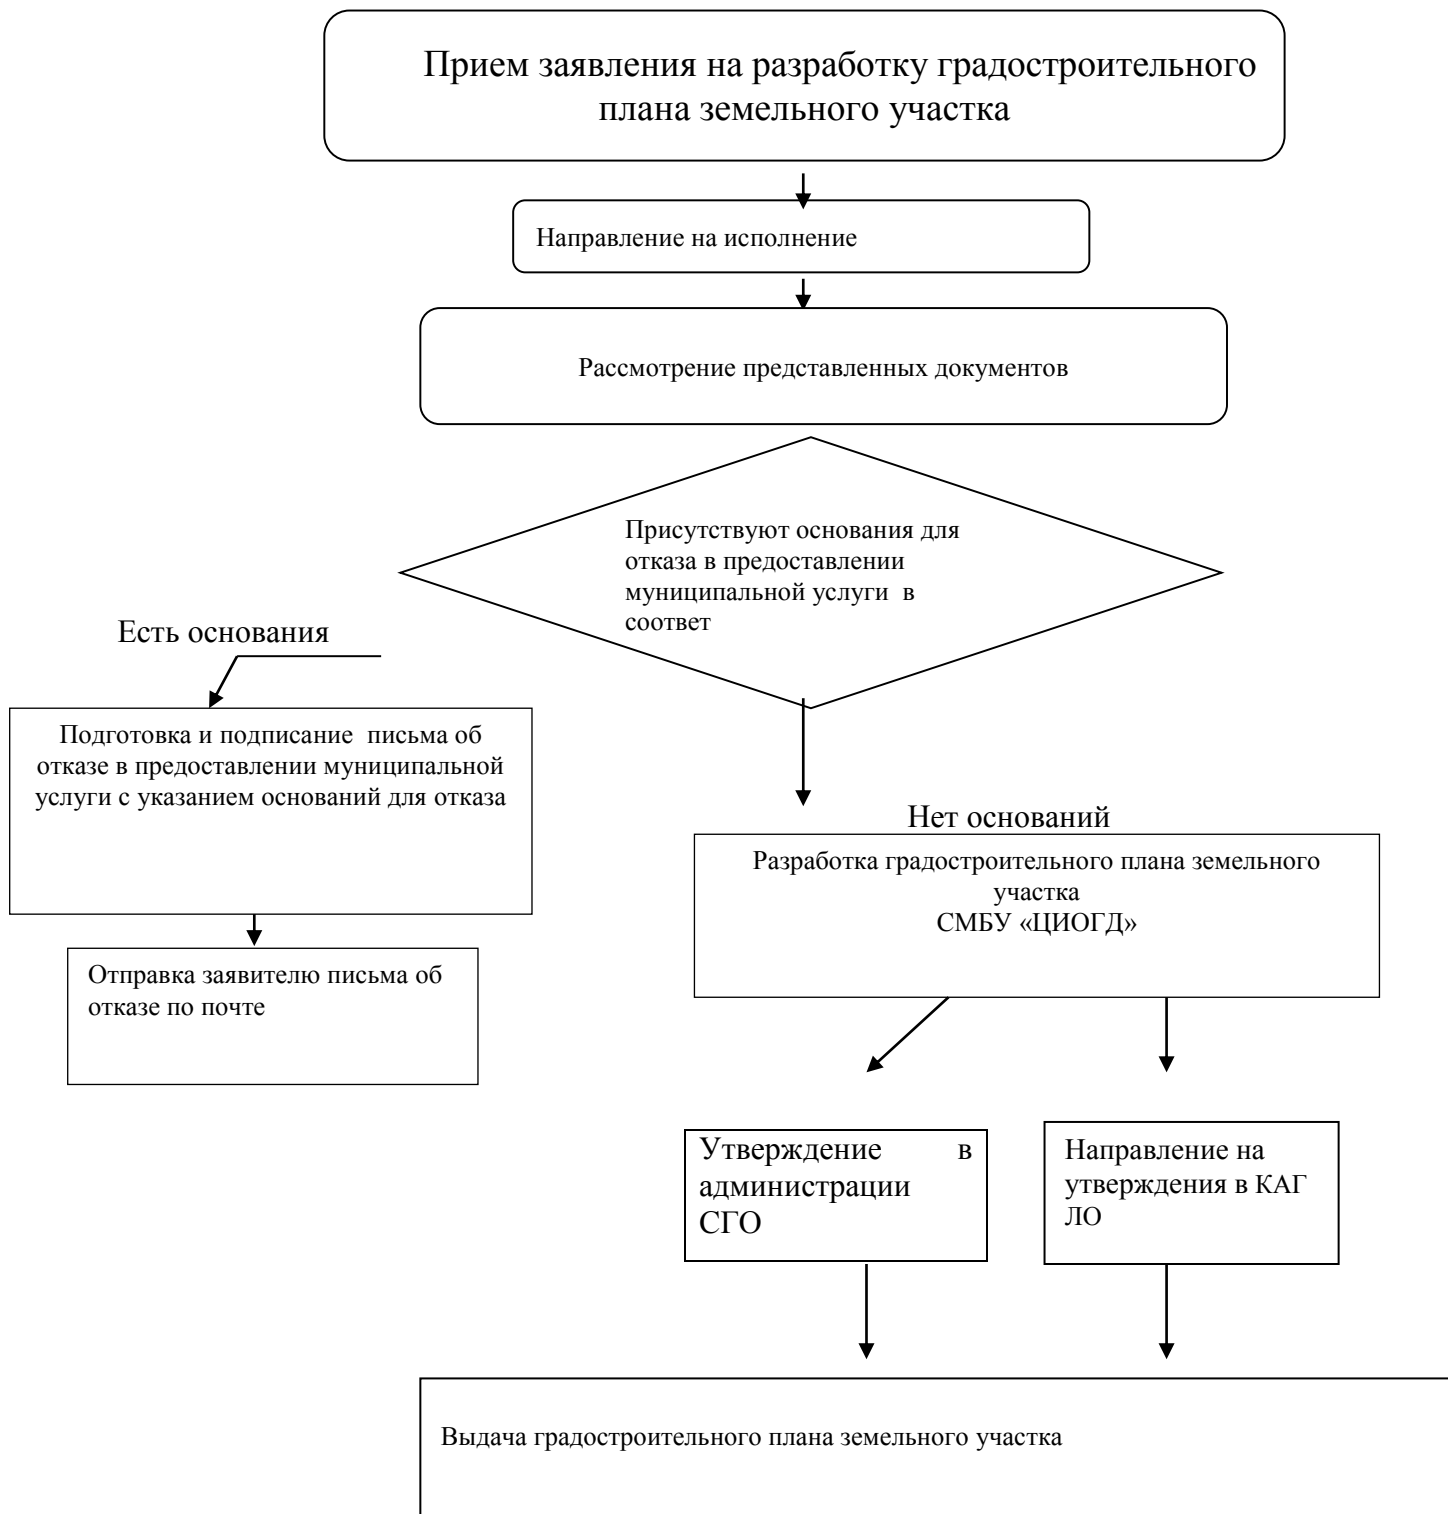 Прием заявления на разработку градостроительного
плана земельного участка
Направление на исполнение
Рассмотрение представленных документов
Присутствуют основания для
отказа в предоставлении
муниципальной услуги  в
соответ
Есть основания
Подготовка и подписание  письма об
отказе в предоставлении муниципальной
услуги с указанием оснований для отказа
Отправка заявителю письма об
отказе по почте
Нет оснований
Разработка градостроительного плана земельного
участка
СМБУ «ЦИОГД»
Утверждение в
администрации
СГО
Направление на
утверждения в КАГ
ЛО
Выдача градостроительного плана земельного участка